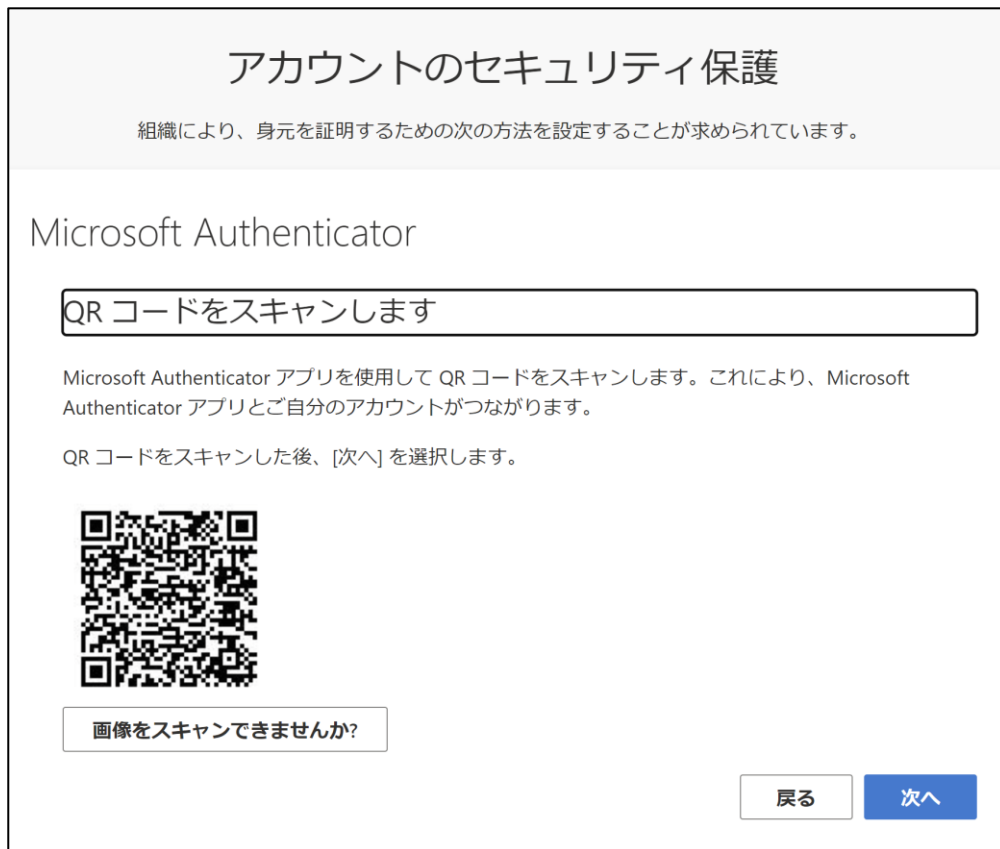 アカウントのセキュリティ保護
組織により、身元を証明するための次の方法を設定することが求められています。
Microsoft Authenticator
QR コードをスキャンします
Microsoft Authenticator アプリを使用して QR コードをスキャンします。これにより、Microsoft
Authenticator アプリとご自分のアカウントがつながります。
QR コードをスキャンした後、[次へ] を選択します。
画像をスキャンできませんか?
戻る
次へ